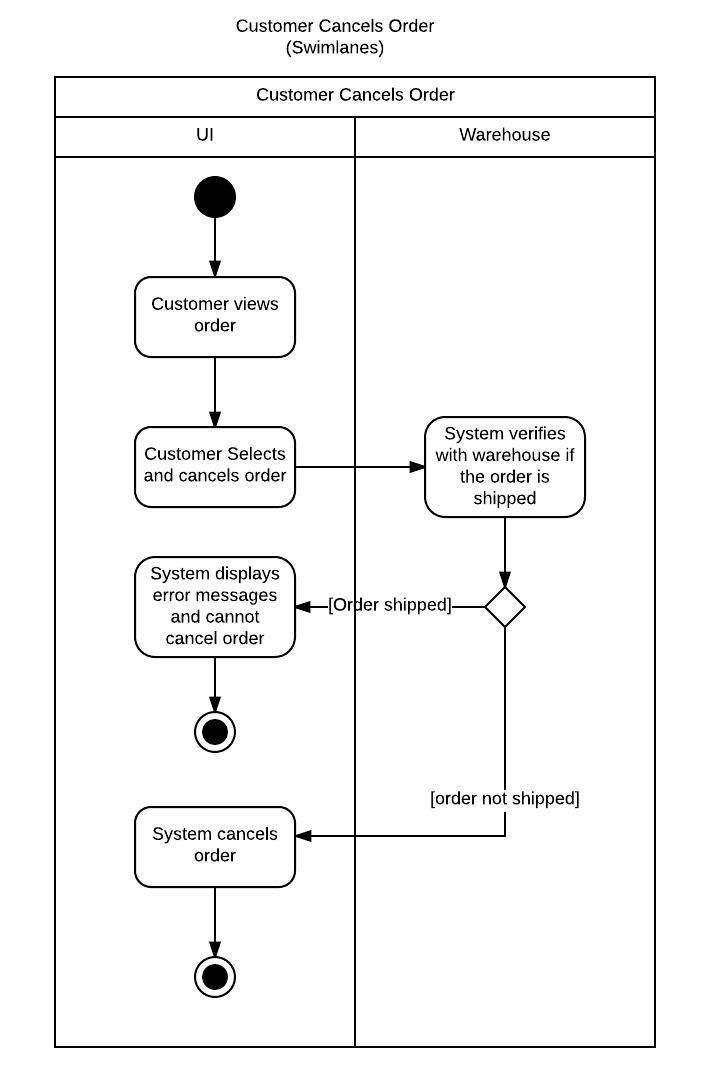 Customer Cancels Order
(Swimlanes)
Customer Cancels Order
UI
Warehouse
Customer views
order
Customer Selects
and cancels order
System verifies
with warehouse if
the order is
shipped
System displays
error messages
and cannot
cancel order
[Order shipped]
[order not shipped]
System cancels
order